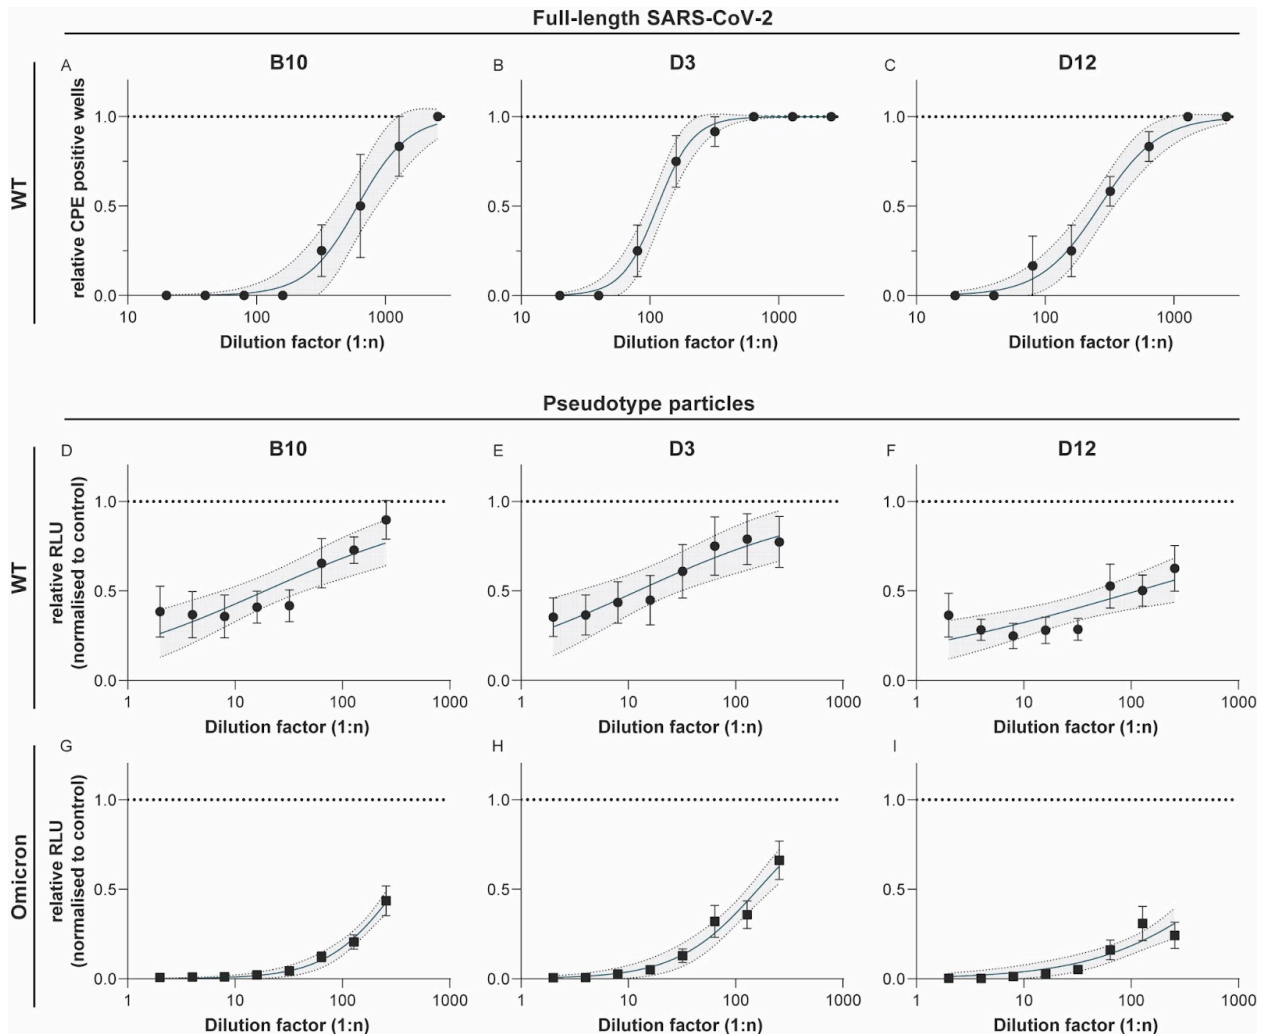 Full-length SARS-CoV-2
A B10 B D3 C D12
WT
relative CPE positive wells
1.0 1.0 1.0
0.5 0.5 0.5
0.0 0.0 0.0
10 100 1000 10 100 1000 10 100 1000
Dilution factor (1:n) Dilution factor (1:n) Dilution factor (1:n)
Pseudotype particles
D B10 E D3 F D12
WT
relative RLU
(normalised to control)
1.0 1.0 1.0
0.5 0.5 0.5
0.0 0.0 0.0
1 10 100 1000 1 10 100 1000 1 10 100 1000
Dilution factor (1:n) Dilution factor (1:n) Dilution factor (1:n)
G H I
Omicron
relative RLU
(normalised to control)
1.0 1.0 1.0
0.5 0.5 0.5
0.0 0.0 0.0
1 10 100 1000 1 10 100 1000 1 10 100 1000
Dilution factor (1:n) Dilution factor (1:n) Dilution factor (1:n)